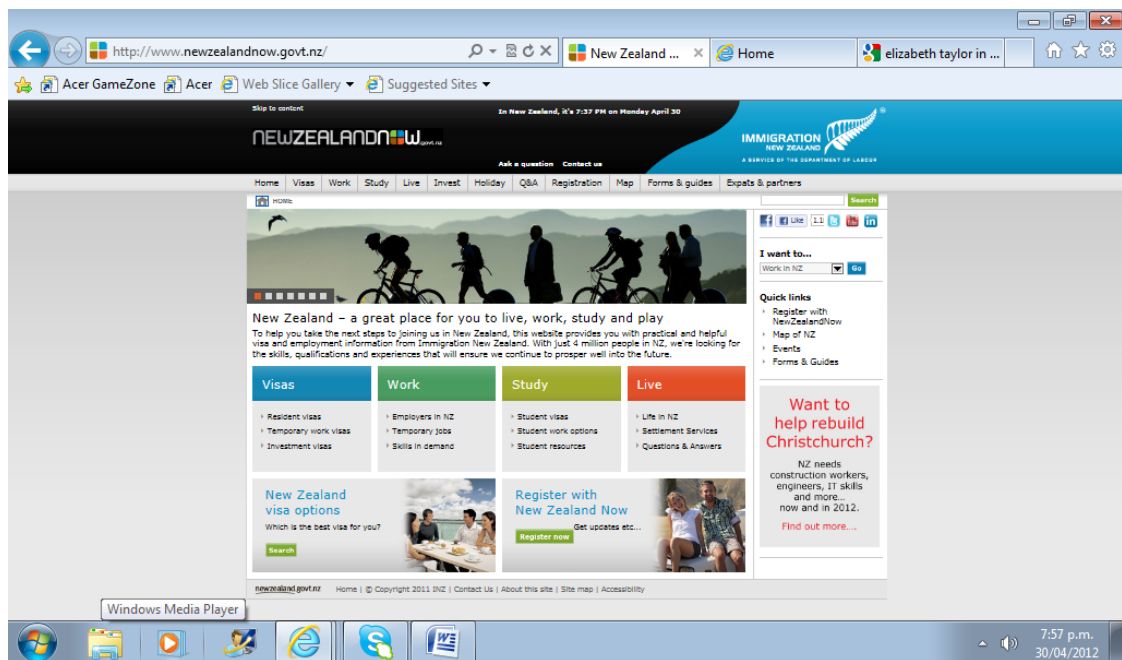 http://www.newzealandnow.govt.nz/
New Zealand ...
Home
elizabeth taylor in ...
Acer GameZone
Acer
Web Slice Gallery
Suggested Sites
Skip to content
In New Zealand, it's 7:37 PM on Monday April 30
NEWZEALANDNOW.govt.nz
IMMIGRATION
NEW ZEALAND
A SERVICE OF THE DEPARTMENT OF LABOUR
Ask a question Contact us
Home Visas Work Study Live Invest Holiday Q&A Registration Map Forms & guides Expats & partners
HOME
Search
Like
I want to...
Work in NZ
Go
Quick links
Register with
NewZealandNow
Map of NZ
Events
Forms & Guides
New Zealand – a great place for you to live, work, study and play
To help you take the next steps to joining us in New Zealand, this website provides you with practical and helpful
visa and employment information from Immigration New Zealand. With just 4 million people in NZ, we're looking for
the skills, qualifications and experiences that will ensure we continue to prosper well into the future.
Visas
Resident visas
Temporary work visas
Investment visas
Work
Employers in NZ
Temporary jobs
Skills in demand
Study
Student visas
Student work options
Student resources
Live
Life in NZ
Settlement Services
Questions & Answers
Want to
help rebuild
Christchurch?
NZ needs
construction workers,
engineers, IT skills
and more...
now and in 2012.
Find out more....
New Zealand
visa options
Which is the best visa for you?
Search
Register with
New Zealand Now
Get updates etc...
Register now
newzealand.govt.nz Home | © Copyright 2011 INZ | Contact Us | About this site | Site map | Accessibility
Windows Media Player
7:57 p.m.
30/04/2012